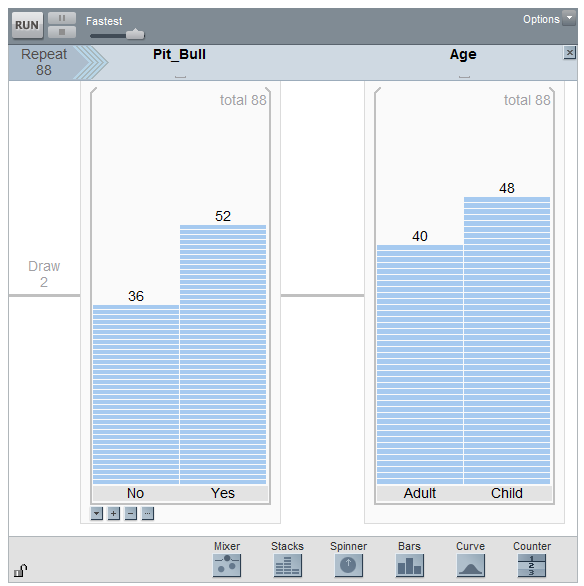 RUN
Fastest
Options
Repeat
88
Pit_Bull
Age
total 88
total 88
52
48
36
40
Draw
2
No
Yes
Adult
Child
Mixer
Stacks
Spinner
Bars
Curve
Counter
1
2
3